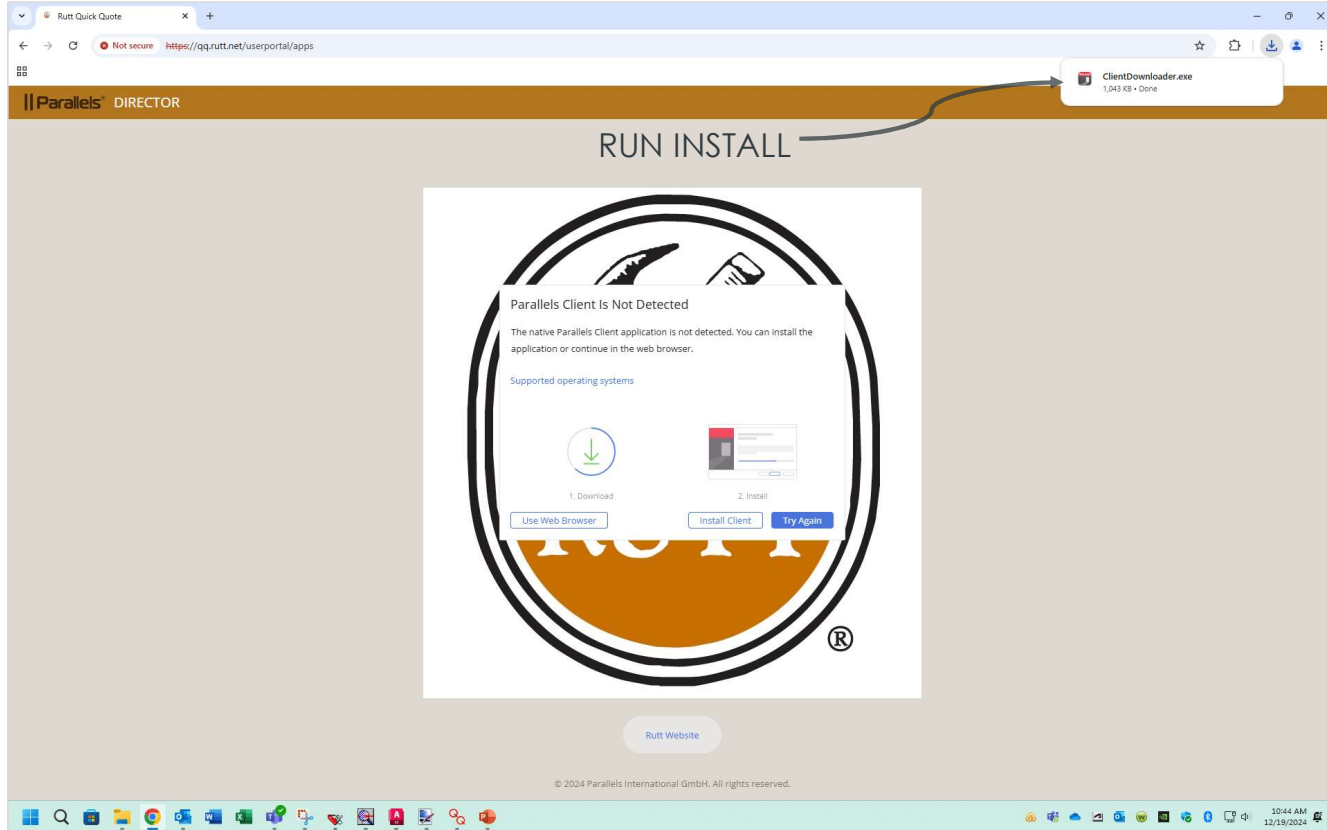 Rutt Quick Quote
Not secure https://qq.rutt.net/userportal/apps
ClientDownloader.exe
1,043 KB • Done
Parallels® DIRECTOR
RUN INSTALL
Parallels Client Is Not Detected
The native Parallels Client application is not detected. You can install the
application or continue in the web browser.
Supported operating systems
1. Download
2. Install
Use Web Browser
Install Client
Try Again
RUTT
®
Rutt Website
© 2024 Parallels International GmbH. All rights reserved.
10:44 AM
12/19/2024